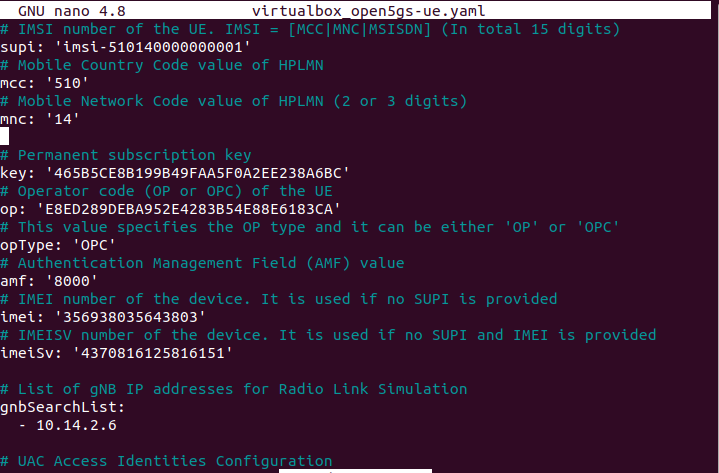 GNU nano 4.8 virtualbox_open5gs-ue.yaml
# IMSI number of the UE. IMSI = [MCC|MNC|MSISDN] (In total 15 digits)
supi: 'imsi-510140000000001'
# Mobile Country Code value of HPLMN
mcc: '510'
# Mobile Network Code value of HPLMN (2 or 3 digits)
mnc: '14'
# Permanent subscription key
key: '465B5CE8B199B49FAA5F0A2EE238A6BC'
# Operator code (OP or OPC) of the UE
op: 'E8ED289DEBA952E4283B54E88E6183CA'
# This value specifies the OP type and it can be either 'OP' or 'OPC'
opType: 'OPC'
# Authentication Management Field (AMF) value
amf: '8000'
# IMEI number of the device. It is used if no SUPI is provided
imei: '356938035643803'
# IMEISV number of the device. It is used if no SUPI and IMEI is provided
imeiSv: '4370816125816151'
# List of gNB IP addresses for Radio Link Simulation
gnbSearchList:
- 10.14.2.6
# UAC Access Identities Configuration